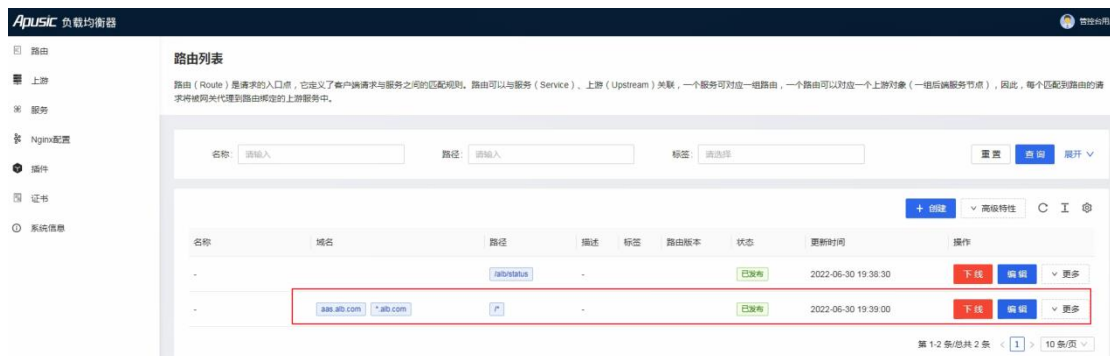 Apusic 负载均衡器
管控台用
路由
上游
服务
Nginx配置
插件
证书
系统信息
路由列表
路由（Route）是请求的入口点，它定义了客户端请求与服务之间的匹配规则。路由可以与服务（Service）、上游（Upstream）关联，一个服务可对应一组路由，一个路由可以对应一个上游对象（一组后端服务节点），因此，每个匹配到路由的请
求将被网关代理到路由绑定的上游服务中。
名称: 请输入 路径: 请输入 标签: 请选择 重置 查询 展开
+ 创建 高级特性
名称 域名 路径 描述 标签 路由版本 状态 更新时间 操作
- /alb/status - 已发布 2022-06-30 19:38:30 下线 编辑 更多
- aas.alb.com *.alb.com /* - 已发布 2022-06-30 19:39:00 下线 编辑 更多
第 1-2 条/总共 2 条 < 1 > 10 条/页